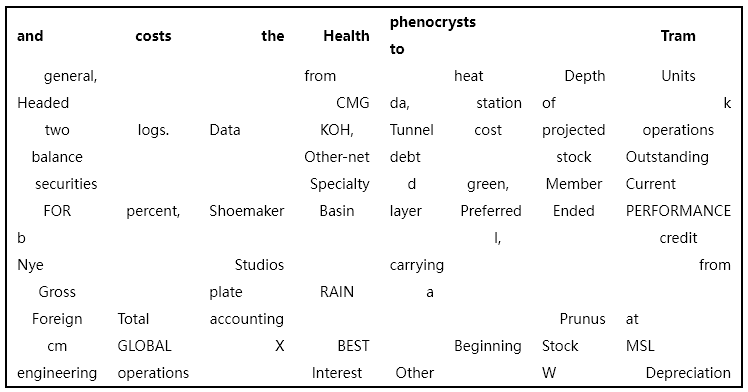 and costs the Health phenocrysts to Tram
general, from heat Depth Units
Headed CMG da, station of k
two logs. Data KOH, Tunnel cost projected operations
balance Other-net debt stock Outstanding
securities Specialty d green, Member Current
FOR percent, Shoemaker Basin layer Preferred Ended PERFORMANCE
b l, credit
Nye Studios carrying from
Gross plate RAIN a
Foreign Total accounting Prunus at
cm GLOBAL X BEST Beginning Stock MSL
engineering operations Interest Other W Depreciation